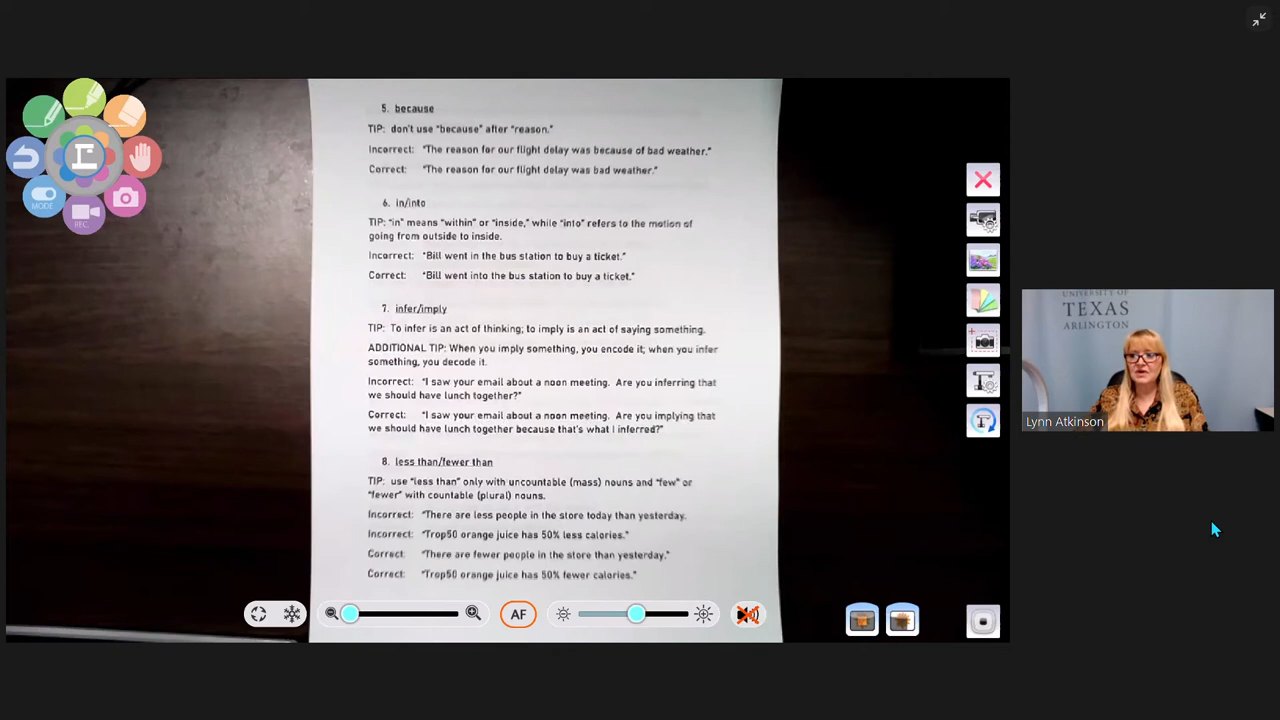 5. because
TIP: don't use "because" after "reason."
Incorrect: "The reason for our flight delay was because of bad weather."
Correct: "The reason for our flight delay was bad weather."
6. in/into
TIP: "in" means "within" or "inside," while "into" refers to the motion of
going from outside to inside.
Incorrect: "Bill went in the bus station to buy a ticket."
Correct: "Bill went into the bus station to buy a ticket."
7. infer/imply
TIP: To infer is an act of thinking; to imply is an act of saying something.
ADDITIONAL TIP: When you imply something, you encode it; when you infer
something, you decode it.
Incorrect: "I saw your email about a noon meeting. Are you inferring that
we should have lunch together?"
Correct: "I saw your email about a noon meeting. Are you implying that
we should have lunch together because that's what I inferred?"
8. less than/fewer than
TIP: use "less than" only with uncountable (mass) nouns and "few" or
"fewer" with countable (plural) nouns.
Incorrect: "There are less people in the store today than yesterday.
Incorrect: "Trop50 orange juice has 50% less calories."
Correct: "There are fewer people in the store than yesterday."
Correct: "Trop50 orange juice has 50% fewer calories."
MODE
REC
AF
UNIVERSITY OF
TEXAS
ARLINGTON
Lynn Atkinson